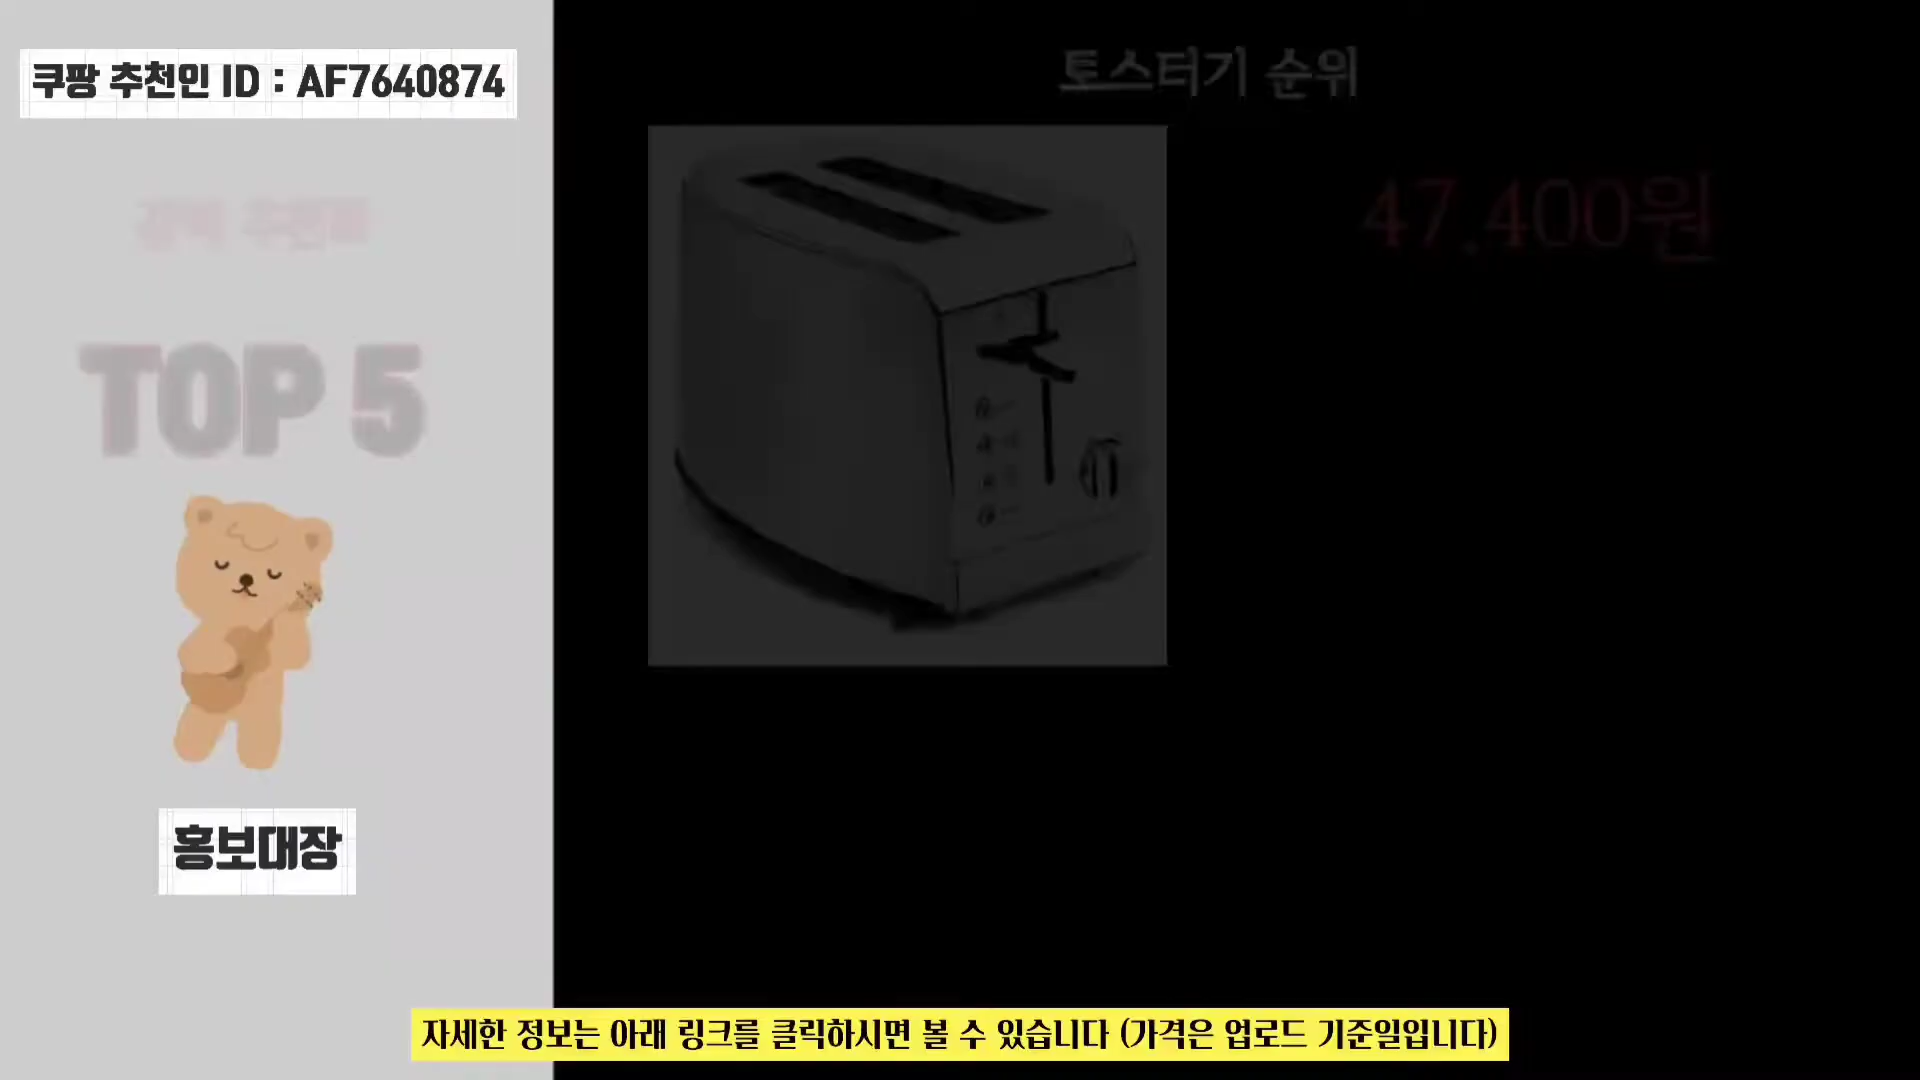 쿠팡 추천인 ID : AF7640874
토스터기 순위
47.400원
TOP 5
홍보대장
자세한 정보는 아래 링크를 클릭하시면 볼 수 있습니다 (가격은 업로드 기준일입니다)